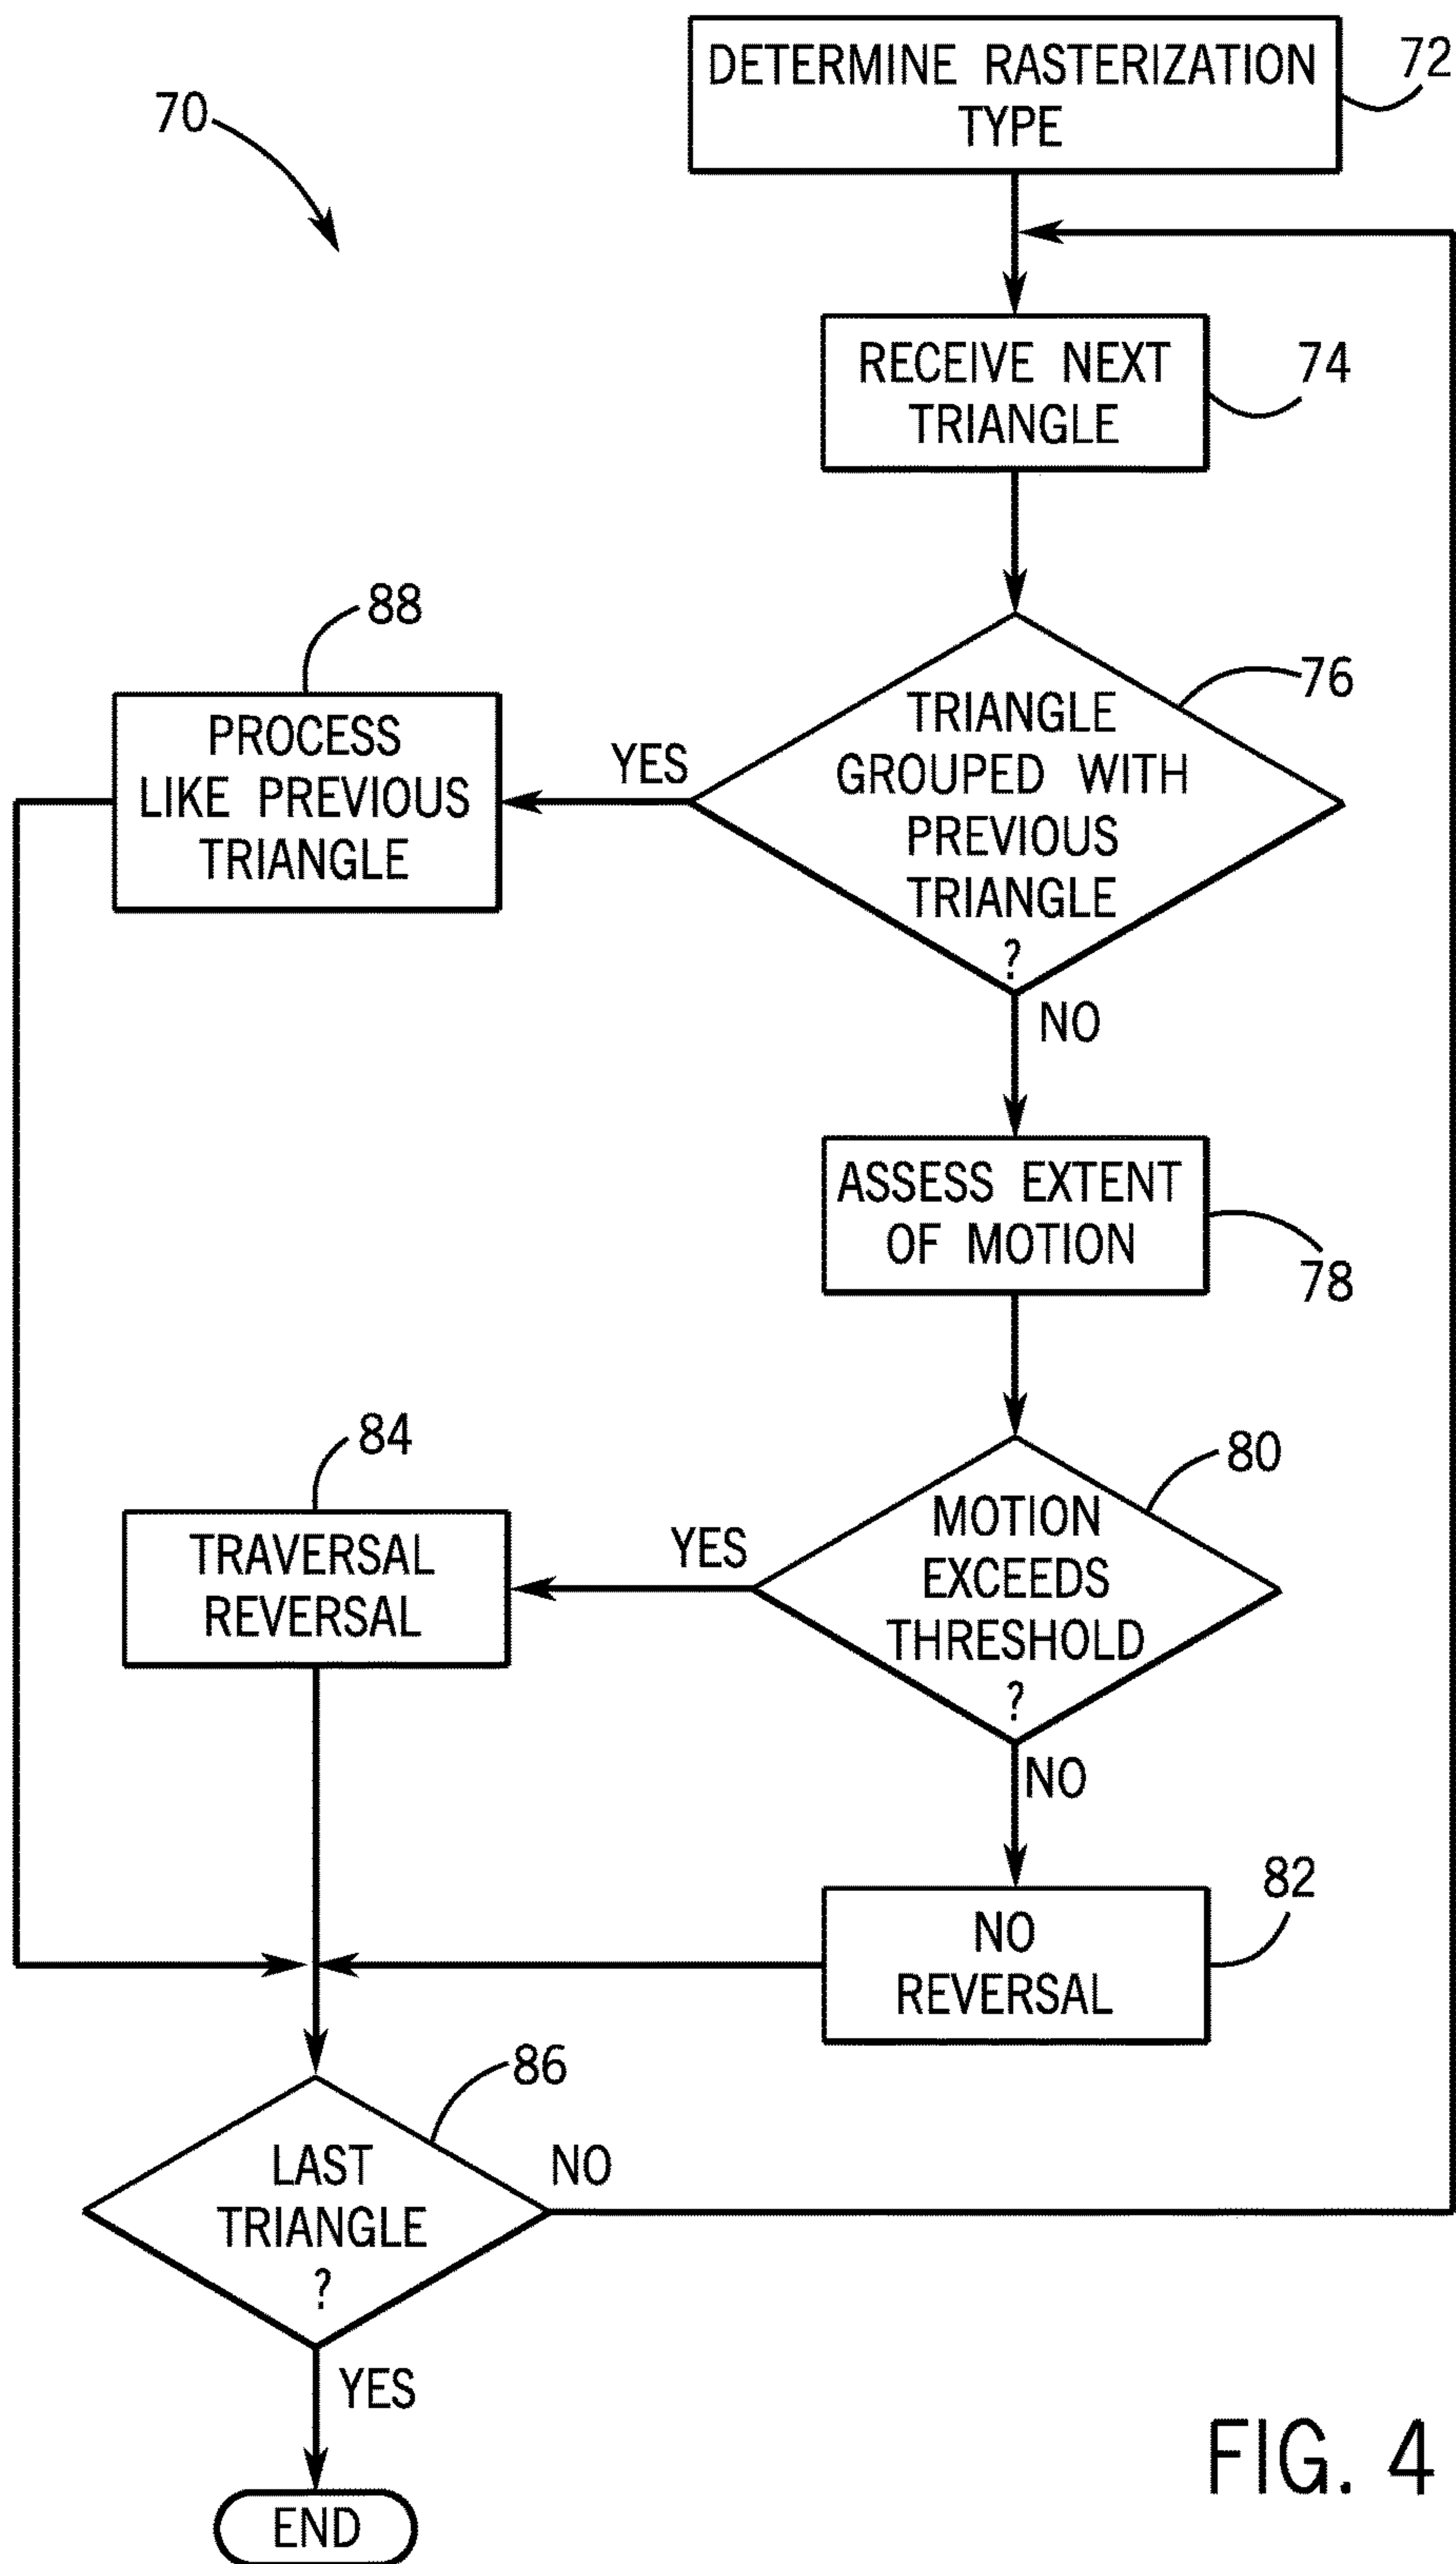 DETERMINE RASTERIZATION
TYPE
72
70
RECEIVE NEXT
TRIANGLE
74
88
PROCESS
LIKE PREVIOUS
TRIANGLE
YES
TRIANGLE
GROUPED WITH
PREVIOUS
TRIANGLE
?
76
NO
ASSESS EXTENT
OF MOTION
78
84
TRAVERSAL
REVERSAL
YES
MOTION
EXCEEDS
THRESHOLD
?
80
NO
NO
REVERSAL
82
86
LAST
TRIANGLE
?
NO
YES
END
FIG. 4